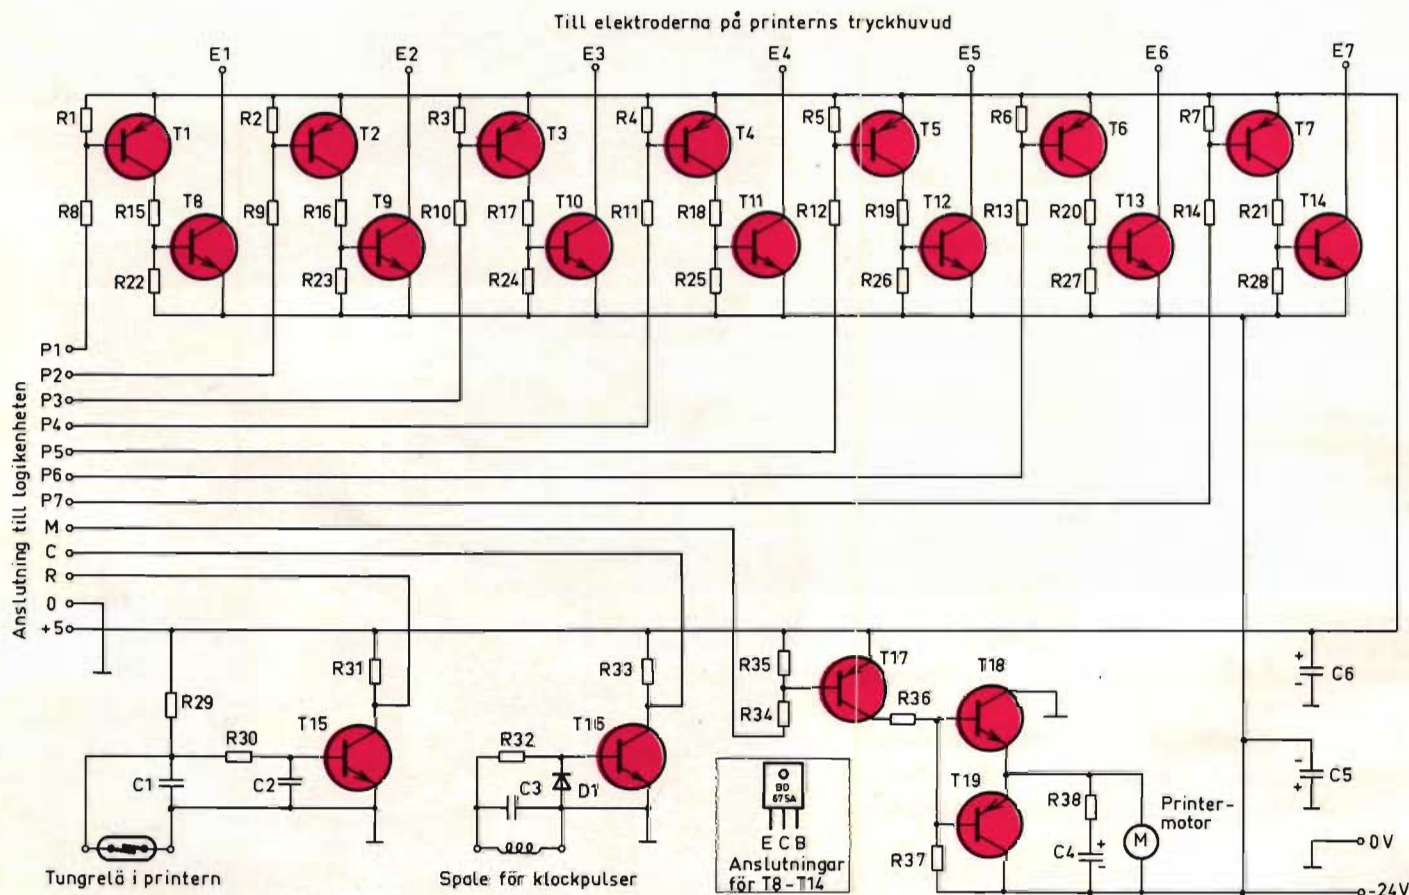 Till elektroderna på printerns tryckhuvud
E1 E2 E3 E4 E5 E6 E7
R1 T1 R2 T2 R3 T3 R4 T4 R5 T5 R6 T6 R7 T7
R8 R15 T8 R9 R16 T9 R10 R17 T10 R11 R18 T11 R12 R19 T12 R13 R20 T13 R14 R21 T14
R22 R23 R24 R25 R26 R27 R28
Anslutning till logikenheten
P1
P2
P3
P4
P5
P6
P7
M
C
R
0
+5
R31 R33 R35 T17 T18
R29 R34 R36 + C6 -
T15 T16
R30 R32
C1 C2 C3 D1
BD
675A
E C B
Anslutningar
för T8-T14
T19 R38 - C5 +
R37 C4 + - M
Printer-
motor
0V
-24V
Tungrelä i printern
Spole för klockpulser